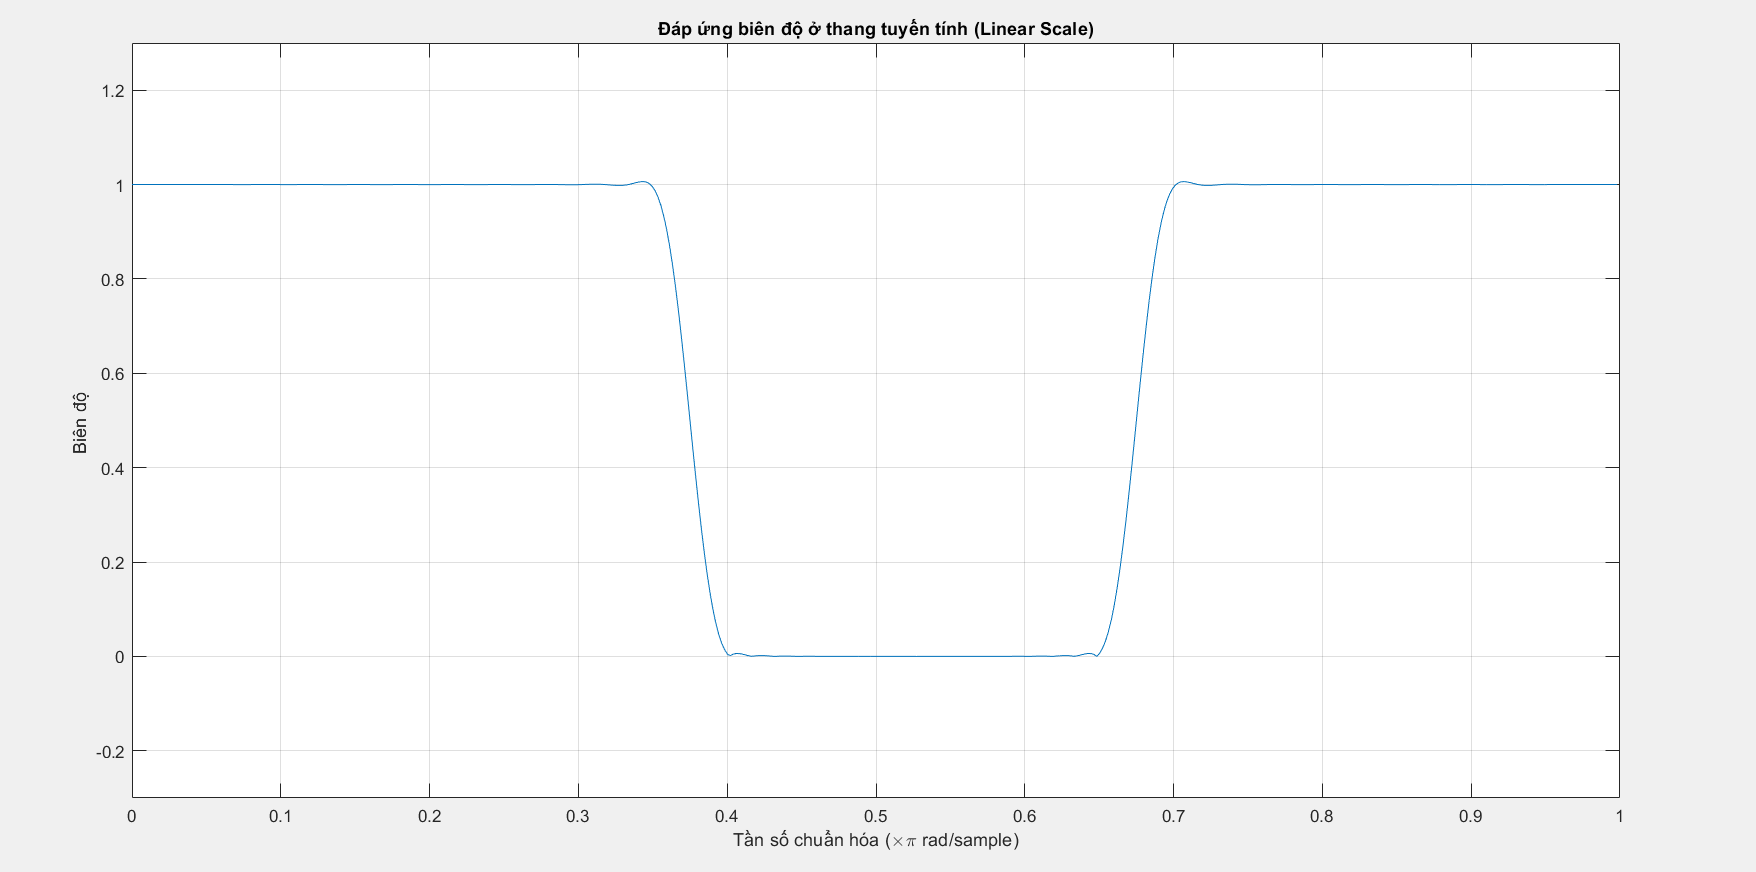 Đáp ứng biên độ ở thang tuyến tính (Linear Scale)
1.2
1
0.8
0.6
0.4
0.2
0
-0.2
Biên độ
0 0.1 0.2 0.3 0.4 0.5 0.6 0.7 0.8 0.9 1
Tần số chuẩn hóa (×π rad/sample)